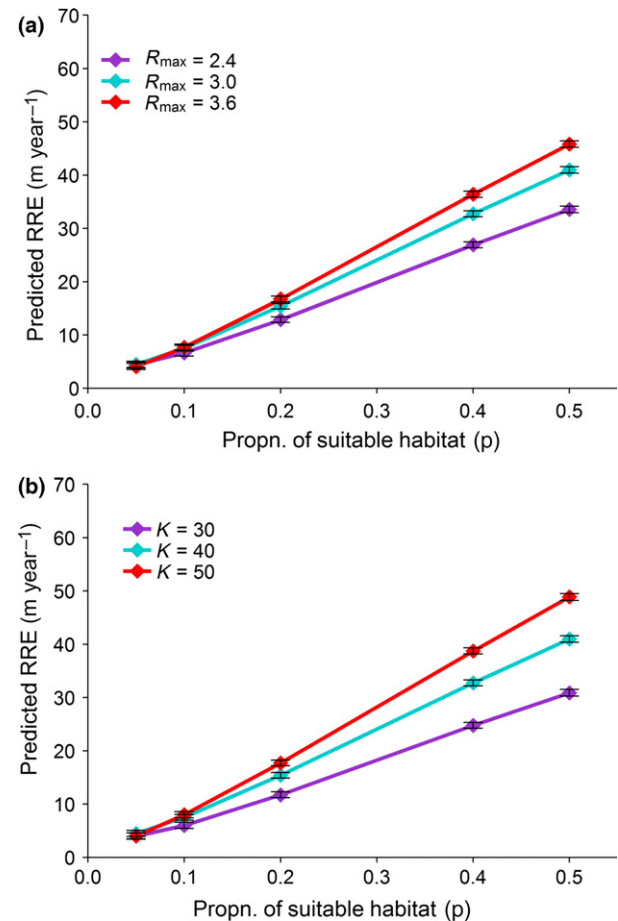 (a)
70
60
50
40
30
20
10
0
Predicted RRE (m year⁻¹)
Rmax = 2.4
Rmax = 3.0
Rmax = 3.6
0.0 0.1 0.2 0.3 0.4 0.5
Propn. of suitable habitat (p)
(b)
70
60
50
40
30
20
10
0
Predicted RRE (m year⁻¹)
K = 30
K = 40
K = 50
0.0 0.1 0.2 0.3 0.4 0.5
Propn. of suitable habitat (p)